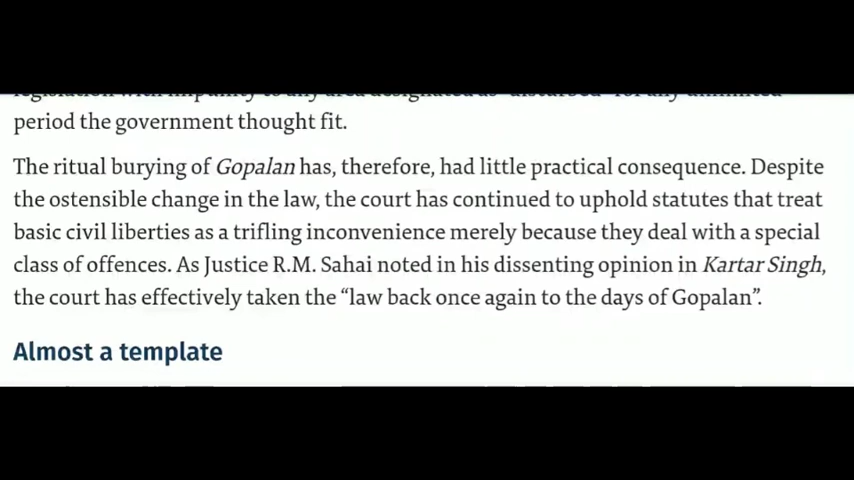 period the government thought fit.
The ritual burying of Gopalan has, therefore, had little practical consequence. Despite
the ostensible change in the law, the court has continued to uphold statutes that treat
basic civil liberties as a trifling inconvenience merely because they deal with a special
class of offences. As Justice R.M. Sahai noted in his dissenting opinion in Kartar Singh,
the court has effectively taken the “law back once again to the days of Gopalan”.
Almost a template